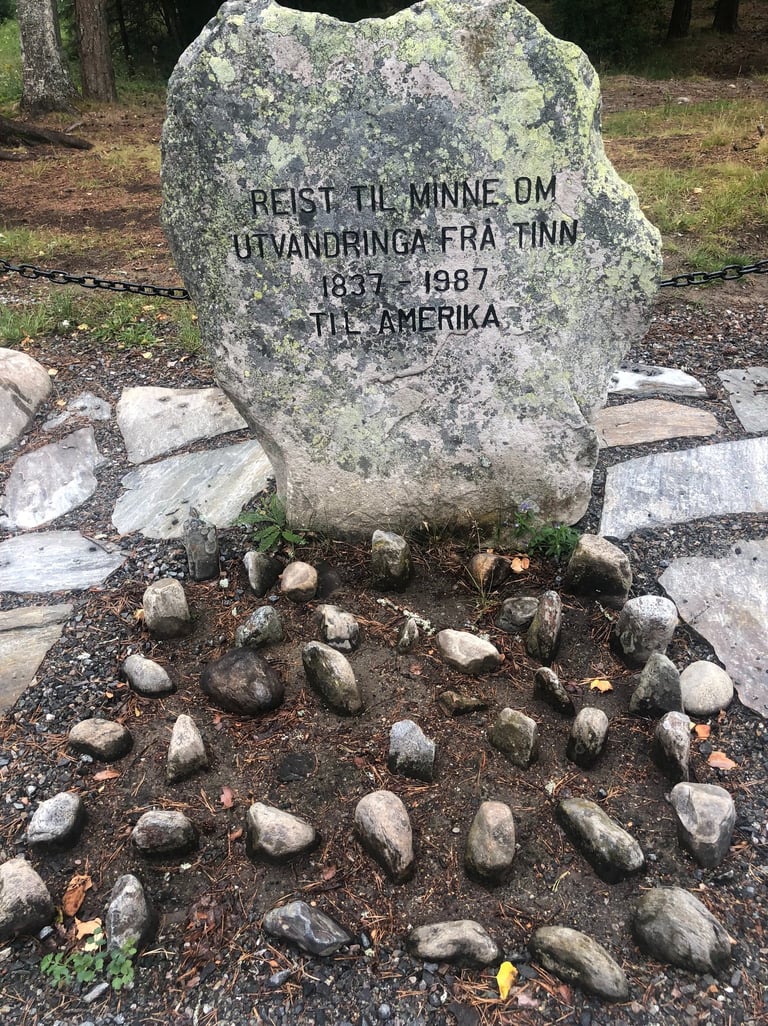 REIST TIL MINNE OM
UTVANDRINGA FRÅ TINN
1837 - 1987
TIL AMERIKA